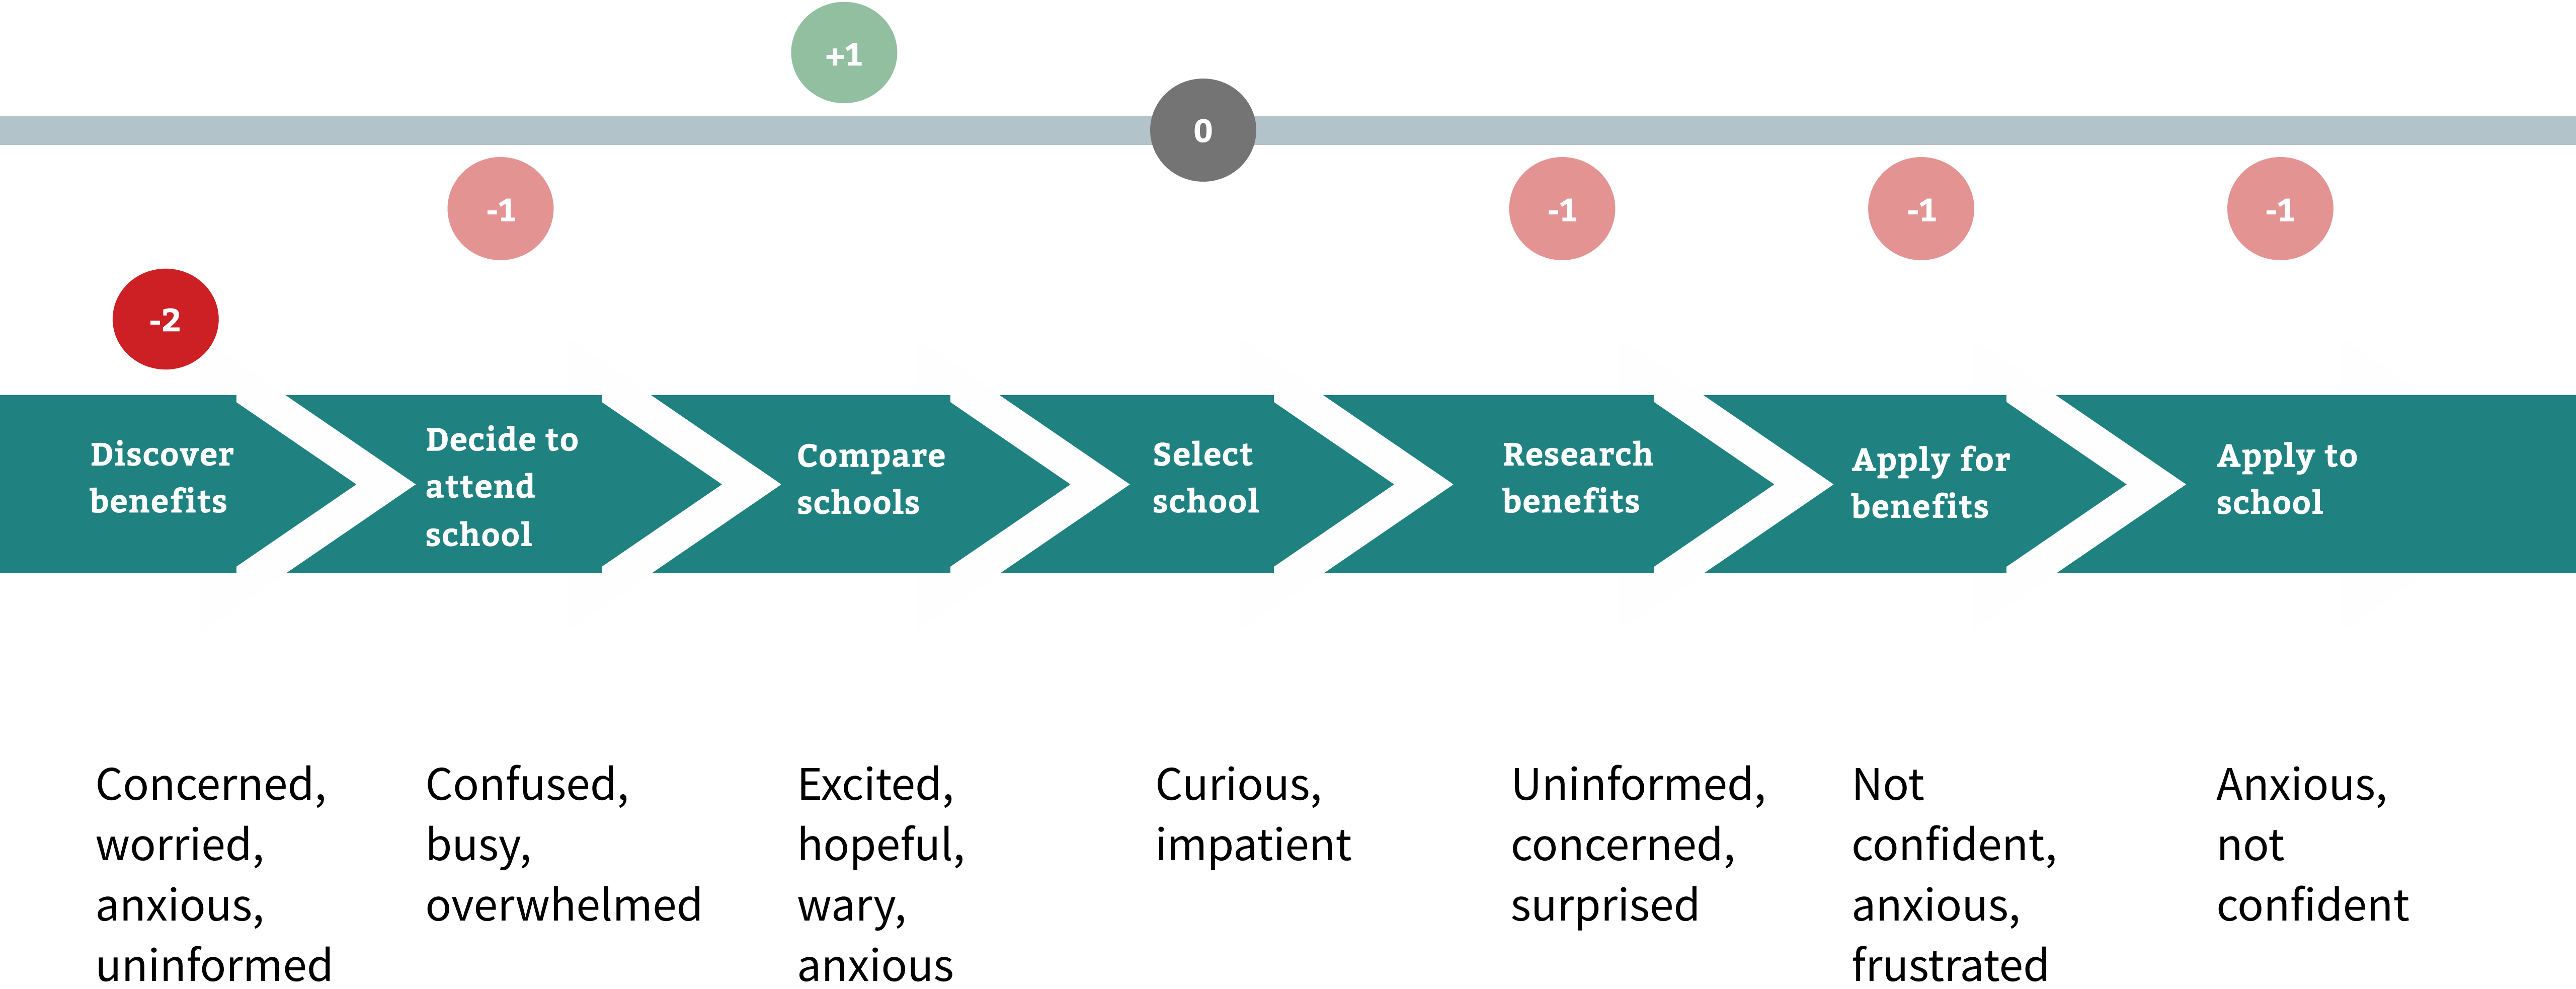 +1
0
-1
-1
-1
-1
-2
Discover
benefits
Decide to
attend
school
Compare
schools
Select
school
Research
benefits
Apply for
benefits
Apply to
school
Concerned,
worried,
anxious,
uninformed
Confused,
busy,
overwhelmed
Excited,
hopeful,
wary,
anxious
Curious,
impatient
Uninformed,
concerned,
surprised
Not
confident,
anxious,
frustrated
Anxious,
not
confident